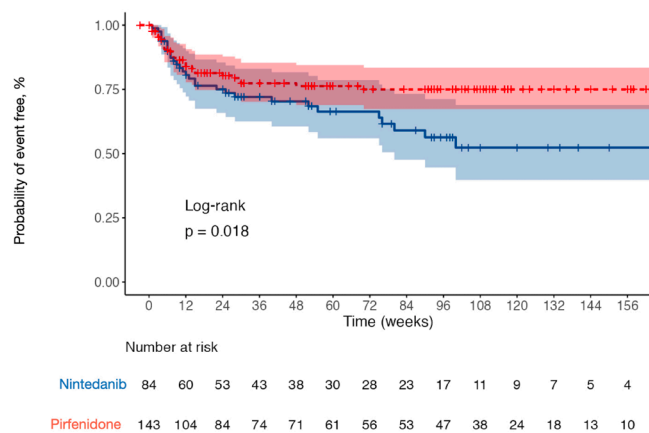 1.00
0.75
0.50
0.25
0.00
Probability of event free, %
Log-rank
p = 0.018
0 12 24 36 48 60 72 84 96 108 120 132 144 156
Time (weeks)
Number at risk
Nintedanib 84 60 53 43 38 30 28 23 17 11 9 7 5 4
Pirfenidone 143 104 84 74 71 61 56 53 47 38 24 18 13 10